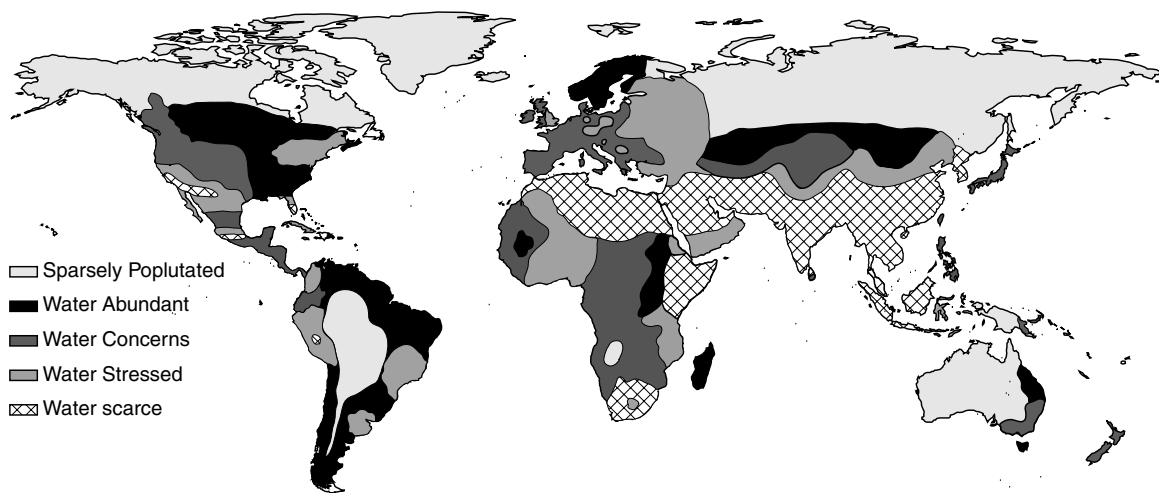 Sparsely Poplutated
Water Abundant
Water Concerns
Water Stressed
Water scarce